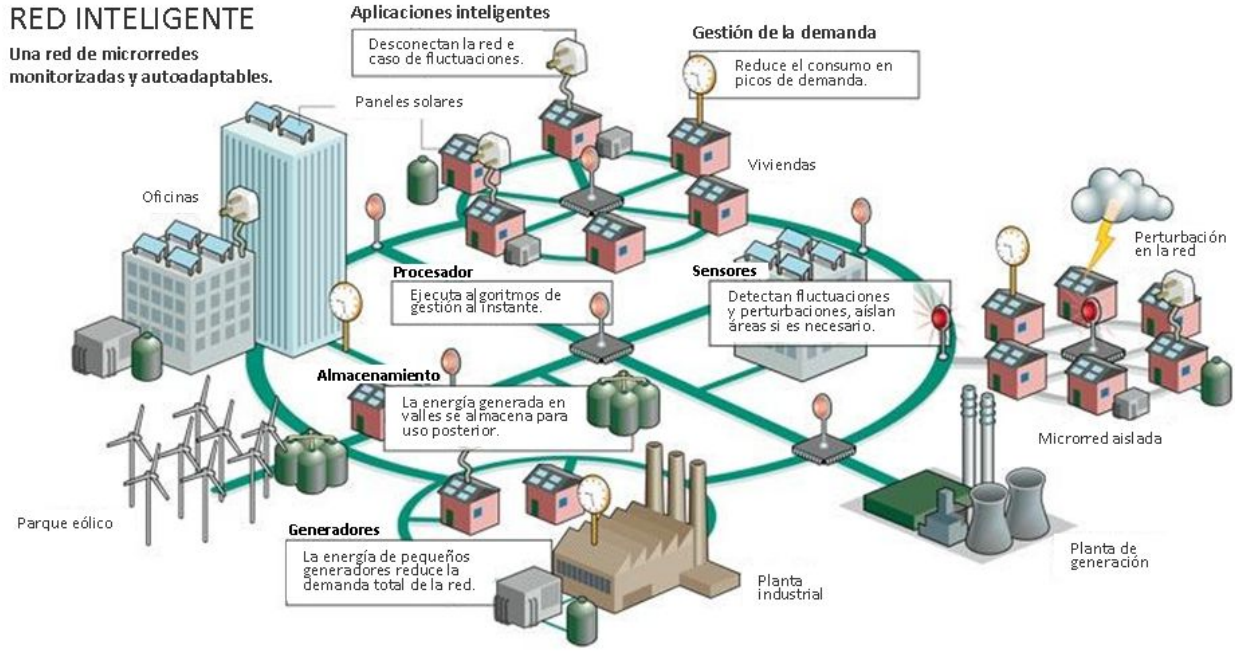 RED INTELIGENTE
Una red de microrredes
monitorizadas y autoadaptables.
Aplicaciones inteligentes
Desconectan la red e
caso de fluctuaciones.
Gestión de la demanda
Reduce el consumo en
picos de demanda.
Paneles solares
Viviendas
Oficinas
Perturbación
en la red
Procesador
Ejecuta algoritmos de
gestión al instante.
Sensores
Detectan fluctuaciones
y perturbaciones, aíslan
áreas si es necesario.
Almacenamiento
La energía generada en
valles se almacena para
uso posterior.
Microrred aislada
Parque eólico
Generadores
La energía de pequeños
generadores reduce la
demanda total de la red.
Planta
industrial
Planta de
generación